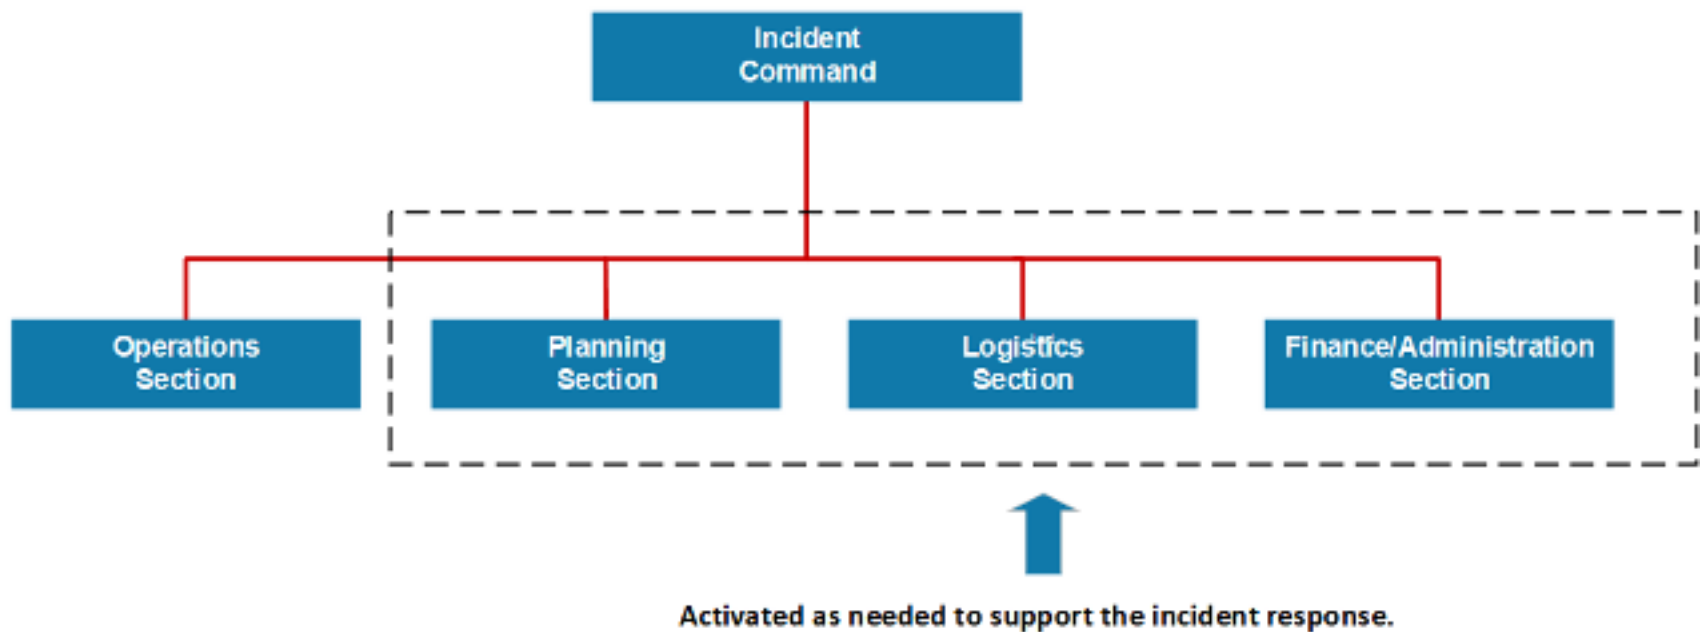 Incident
Command
Operations
Section
Planning
Section
Logistics
Section
Finance/Administration
Section
Activated as needed to support the incident response.